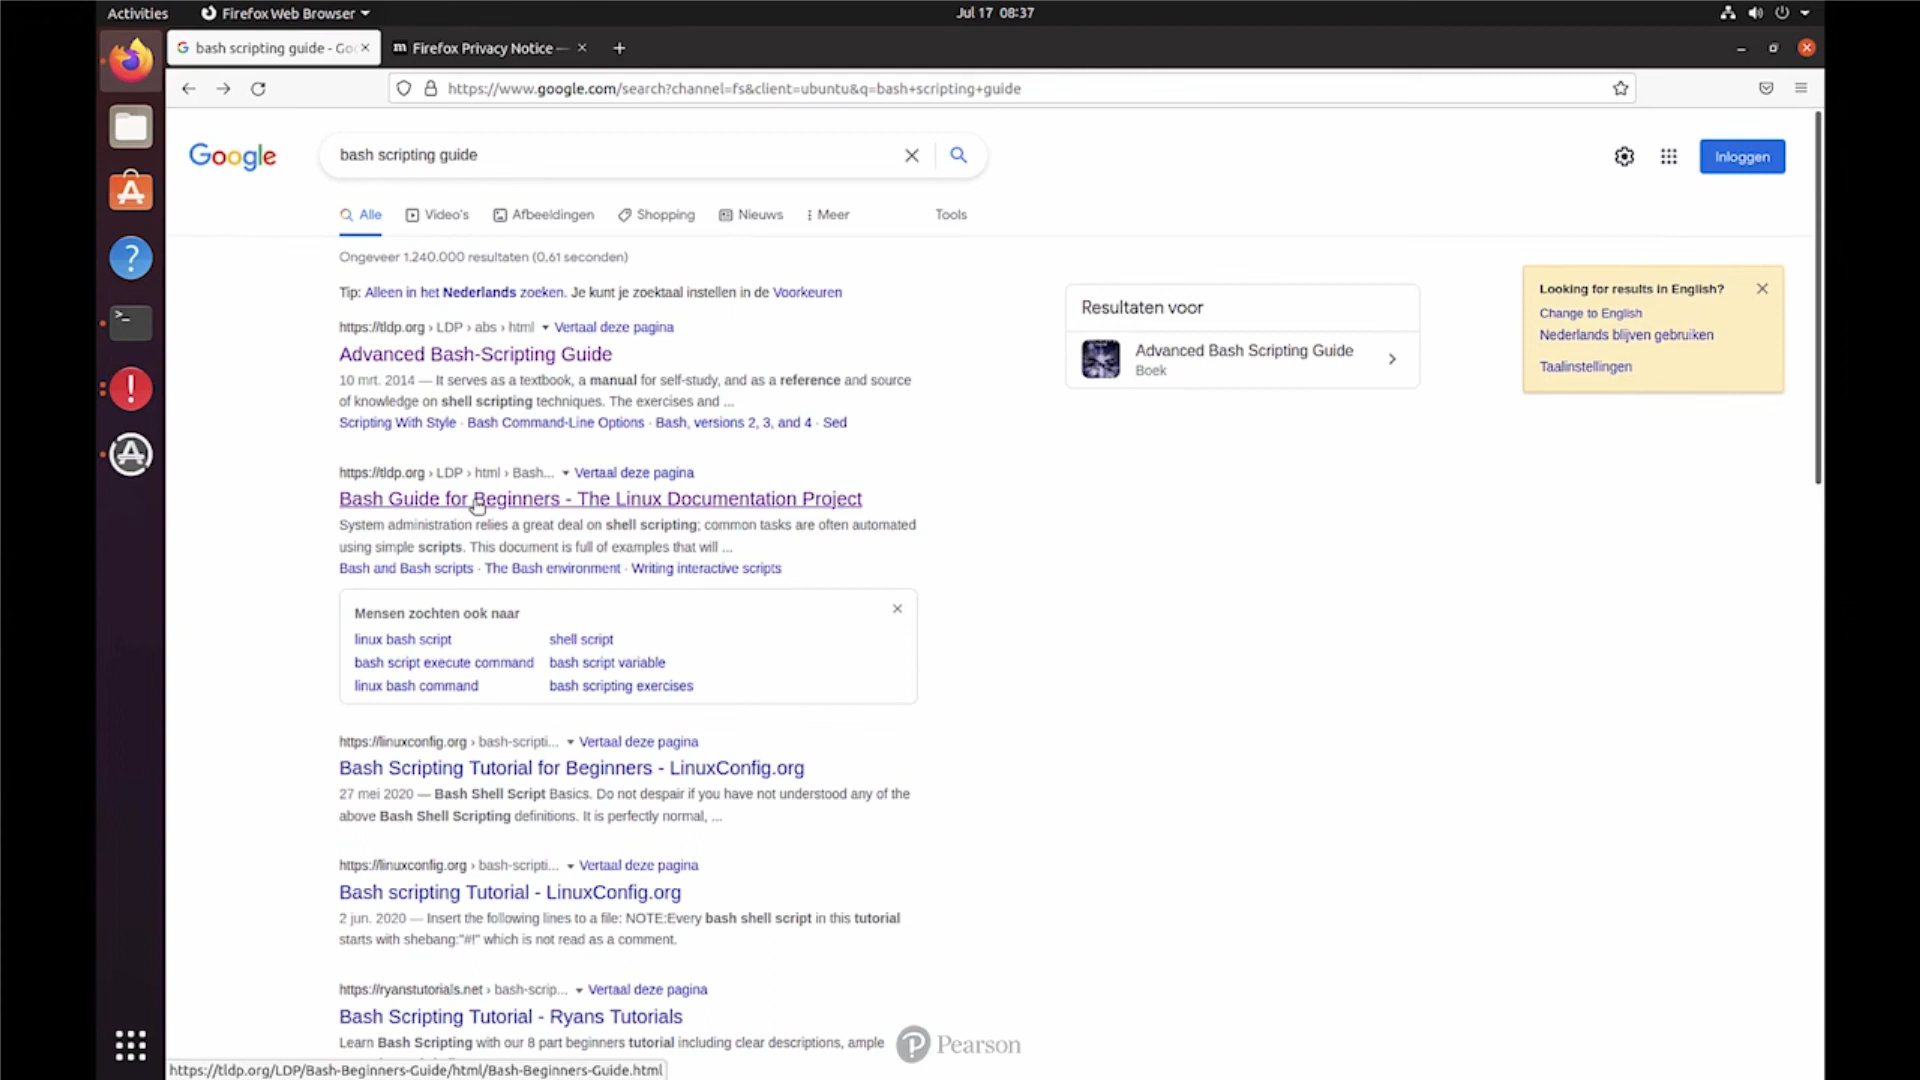 Activities
Firefox Web Browser
Jul 17 08:37
bash scripting guide - Go
Firefox Privacy Notice —
https://www.google.com/search?channel=fs&client=ubuntu&q=bash+scripting+guide
Google
bash scripting guide
Inloggen
Alle
Video's
Afbeeldingen
Shopping
Nieuws
Meer
Tools
Ongeveer 1.240.000 resultaten (0,61 seconden)
Tip: Alleen in het Nederlands zoeken. Je kunt je zoektaal instellen in de Voorkeuren
https://tldp.org › LDP › abs › html Vertaal deze pagina
Advanced Bash-Scripting Guide
10 mrt. 2014 — It serves as a textbook, a manual for self-study, and as a reference and source
of knowledge on shell scripting techniques. The exercises and ...
Scripting With Style · Bash Command-Line Options · Bash, versions 2, 3, and 4 · Sed
https://tldp.org › LDP › html › Bash... Vertaal deze pagina
Bash Guide for Beginners - The Linux Documentation Project
System administration relies a great deal on shell scripting; common tasks are often automated
using simple scripts. This document is full of examples that will ...
Bash and Bash scripts · The Bash environment · Writing interactive scripts
Mensen zochten ook naar
linux bash script
shell script
bash script execute command
bash script variable
linux bash command
bash scripting exercises
https://linuxconfig.org › bash-scripti... Vertaal deze pagina
Bash Scripting Tutorial for Beginners - LinuxConfig.org
27 mei 2020 — Bash Shell Script Basics. Do not despair if you have not understood any of the
above Bash Shell Scripting definitions. It is perfectly normal, ...
https://linuxconfig.org › bash-scripti... Vertaal deze pagina
Bash scripting Tutorial - LinuxConfig.org
2 jun. 2020 — Insert the following lines to a file: NOTE:Every bash shell script in this tutorial
starts with shebang:"#!" which is not read as a comment.
https://ryanstutorials.net › bash-scrip... Vertaal deze pagina
Bash Scripting Tutorial - Ryans Tutorials
Learn Bash Scripting with our 8 part beginners tutorial including clear descriptions, ample
https://tldp.org/LDP/Bash-Beginners-Guide/html/Bash-Beginners-Guide.html
Resultaten voor
Advanced Bash Scripting Guide
Boek
Looking for results in English?
Change to English
Nederlands blijven gebruiken
Taalinstellingen
Pearson